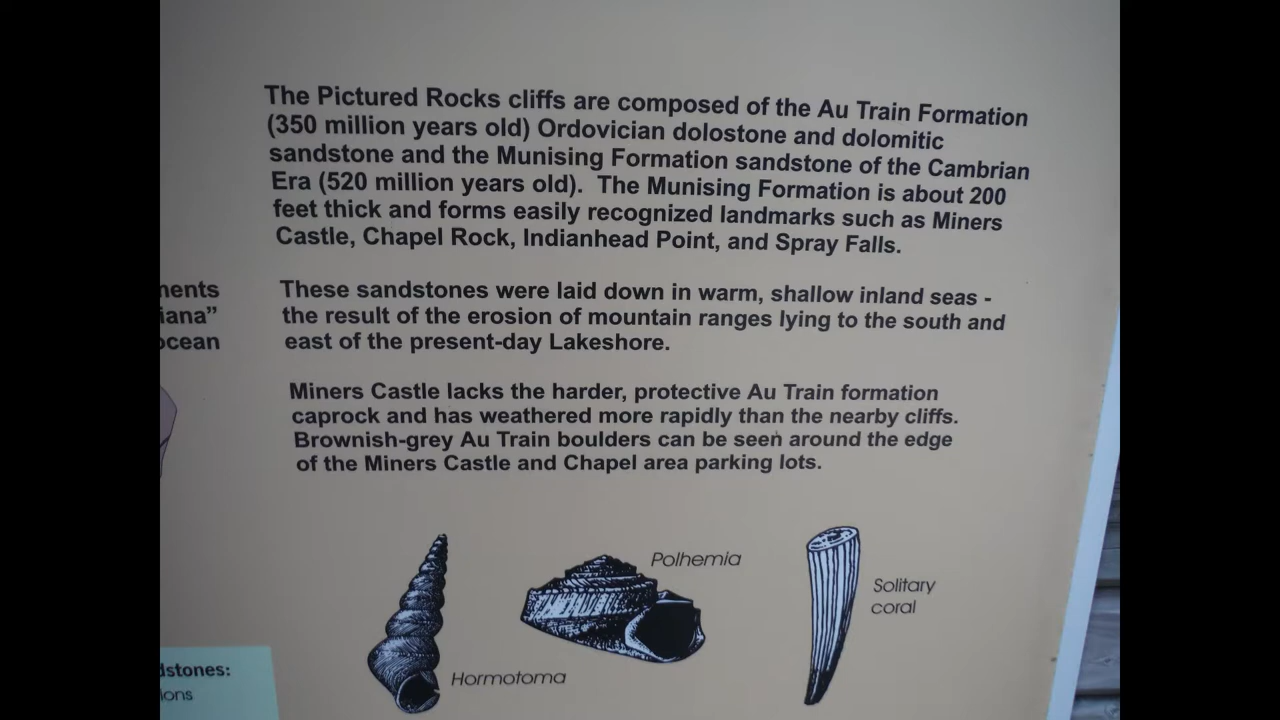 The Pictured Rocks cliffs are composed of the Au Train Formation
(350 million years old) Ordovician dolostone and dolomitic
sandstone and the Munising Formation sandstone of the Cambrian
Era (520 million years old). The Munising Formation is about 200
feet thick and forms easily recognized landmarks such as Miners
Castle, Chapel Rock, Indianhead Point, and Spray Falls.
These sandstones were laid down in warm, shallow inland seas -
the result of the erosion of mountain ranges lying to the south and
east of the present-day Lakeshore.
Miners Castle lacks the harder, protective Au Train formation
caprock and has weathered more rapidly than the nearby cliffs.
Brownish-grey Au Train boulders can be seen around the edge
of the Miners Castle and Chapel area parking lots.
Polhemia
Solitary
coral
Hormotoma